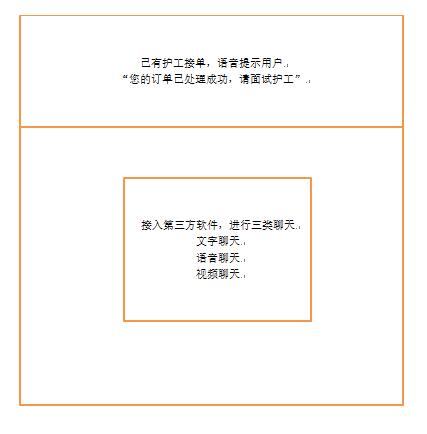 已有护工接单，语音提示用户.
“您的订单已处理成功，请面试护工”.
接入第三方软件，进行三类聊天.
文字聊天.
语音聊天.
视频聊天.